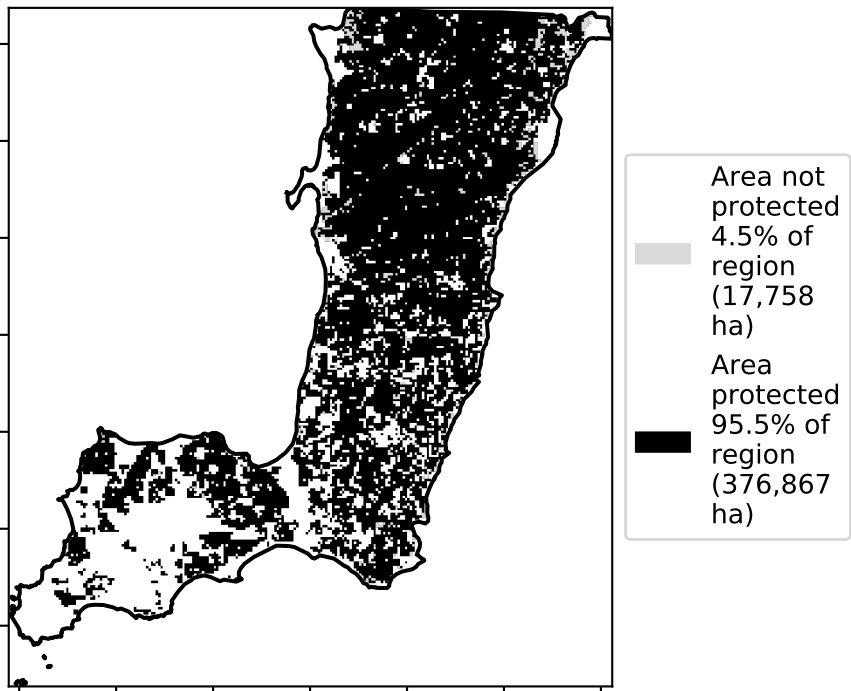 Area not
protected
4.5% of
region
(17,758
ha)
Area
protected
95.5% of
region
(376,867
ha)